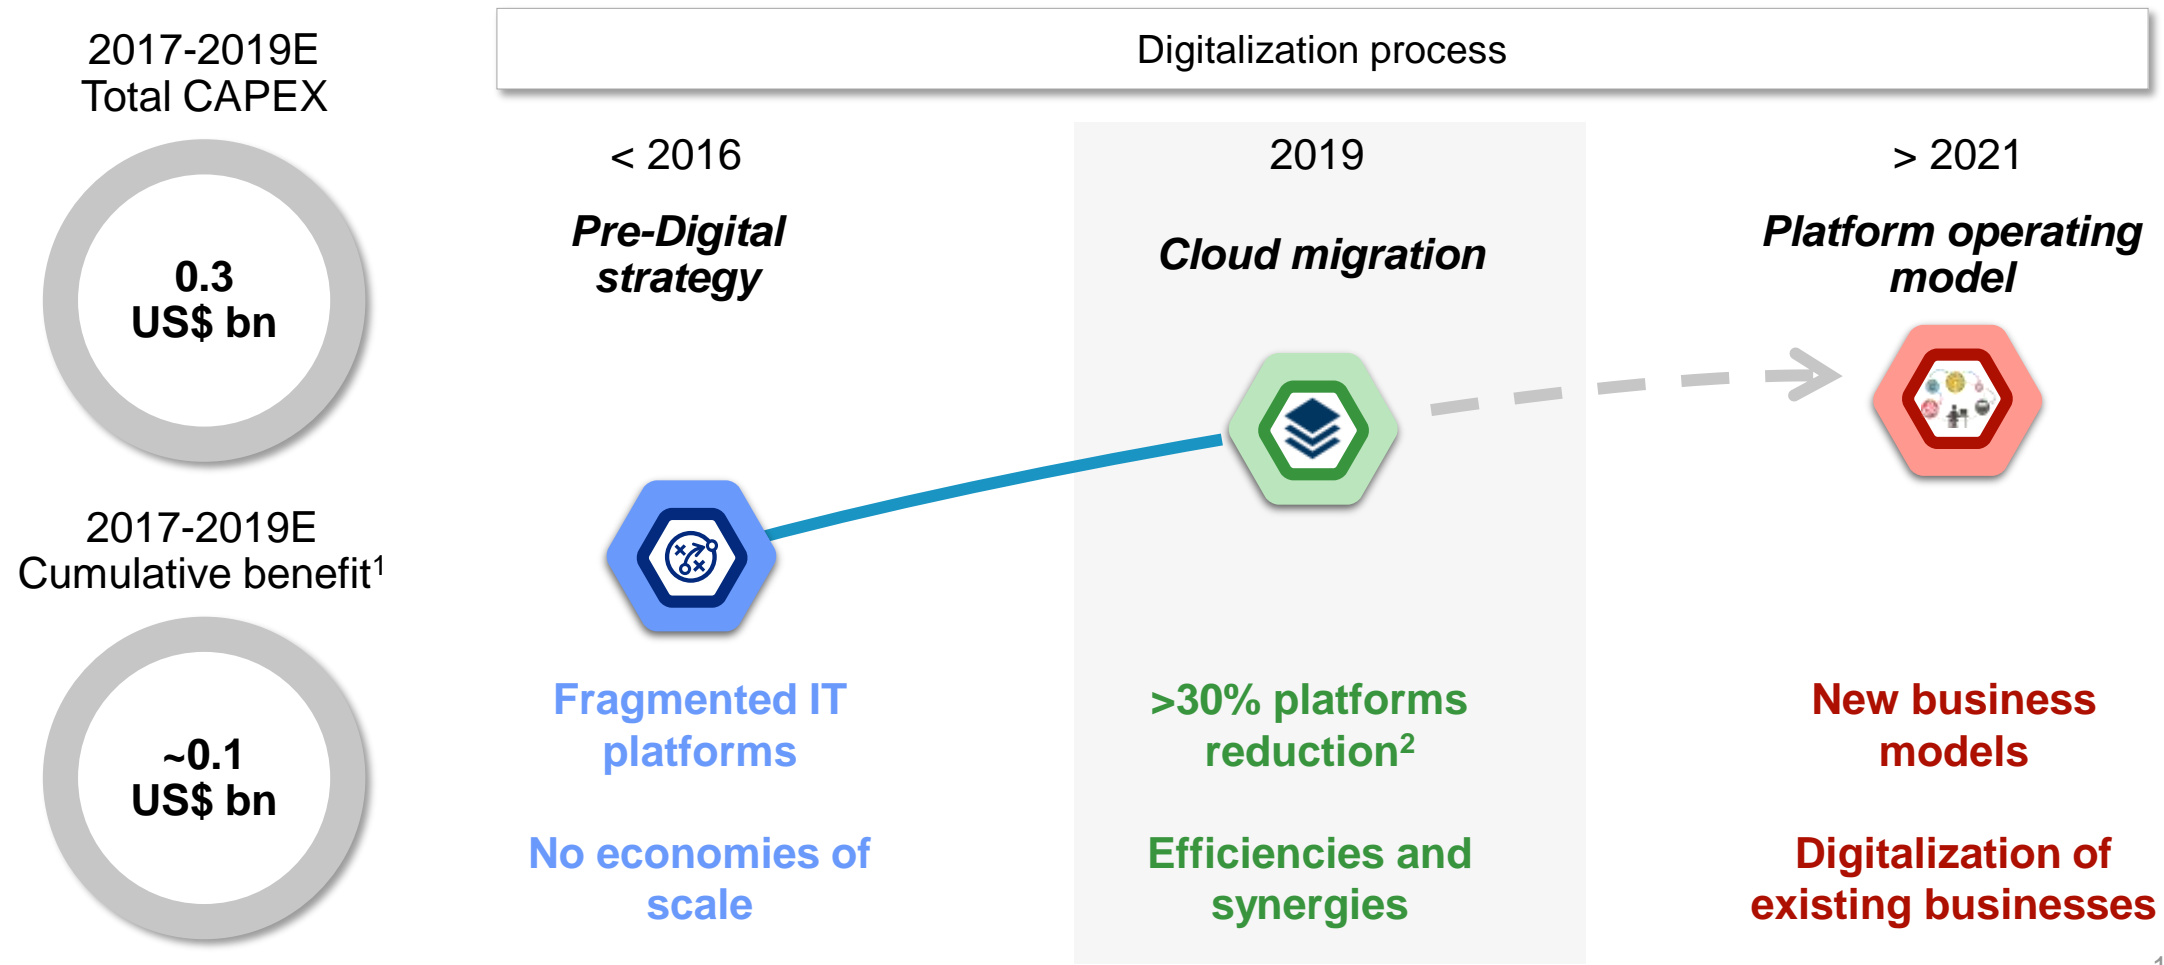 2017-2019E
Total CAPEX
0.3
US$ bn
2017-2019E
Cumulative benefit¹
~0.1
US$ bn
Digitalization process
< 2016
Pre-Digital
strategy
Fragmented IT
platforms
No economies of
scale
2019
Cloud migration
>30% platforms
reduction²
Efficiencies and
synergies
> 2021
Platform operating
model
New business
models
Digitalization of
existing businesses